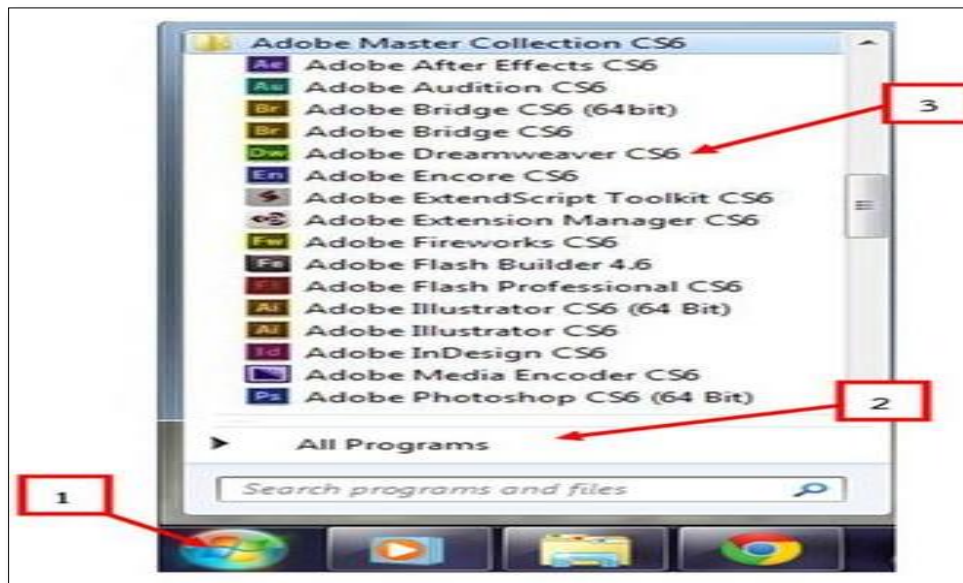 Adobe Master Collection CS6
Ae Adobe After Effects CS6
Au Adobe Audition CS6
Br Adobe Bridge CS6 (64bit)
Br Adobe Bridge CS6
3
Dw Adobe Dreamweaver CS6
En Adobe Encore CS6
Adobe ExtendScript Toolkit CS6
Adobe Extension Manager CS6
Fw Adobe Fireworks CS6
Adobe Flash Builder 4.6
Fl Adobe Flash Professional CS6
Ai Adobe Illustrator CS6 (64 Bit)
Ai Adobe Illustrator CS6
Id Adobe InDesign CS6
Adobe Media Encoder CS6
Ps Adobe Photoshop CS6 (64 Bit)
2
All Programs
Search programs and files
1